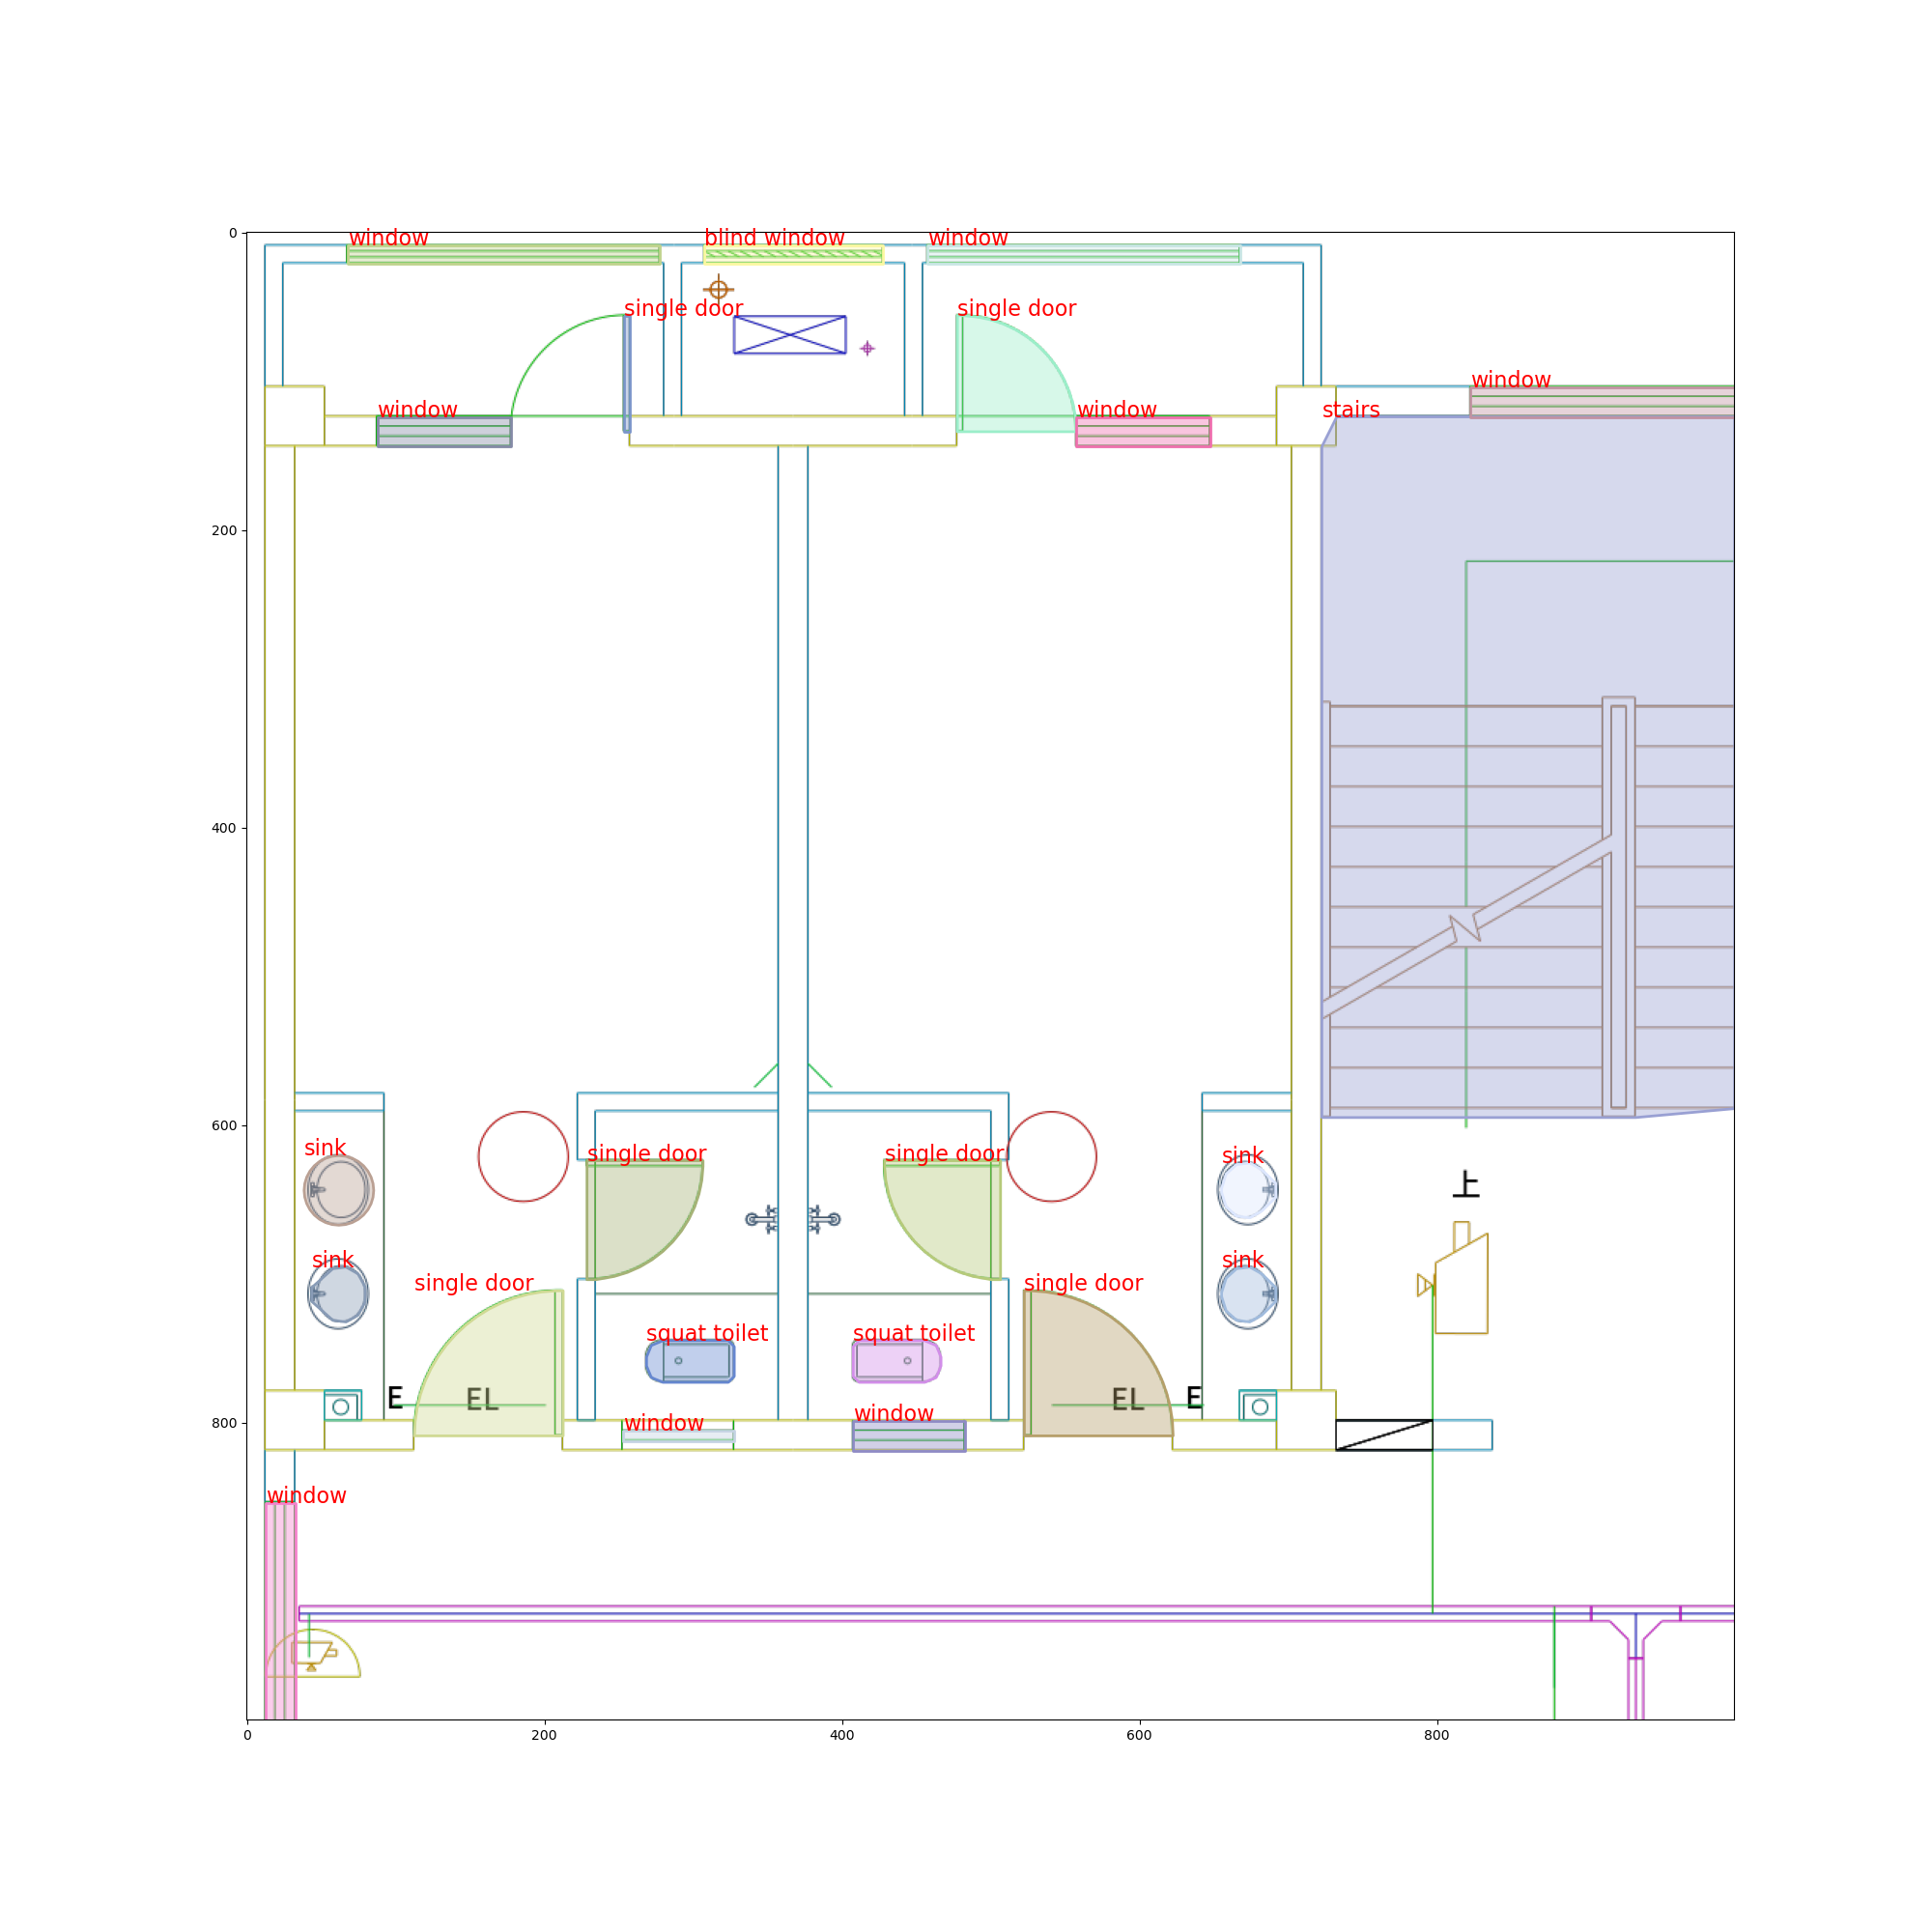 0
window
blind window
window
single door
single door
window
window
window
stairs
200
400
600
sink
single door
single door
sink
上
sink
sink
single door
single door
squat toilet
squat toilet
E
EL
EL
E
window
window
800
window
0
200
400
600
800